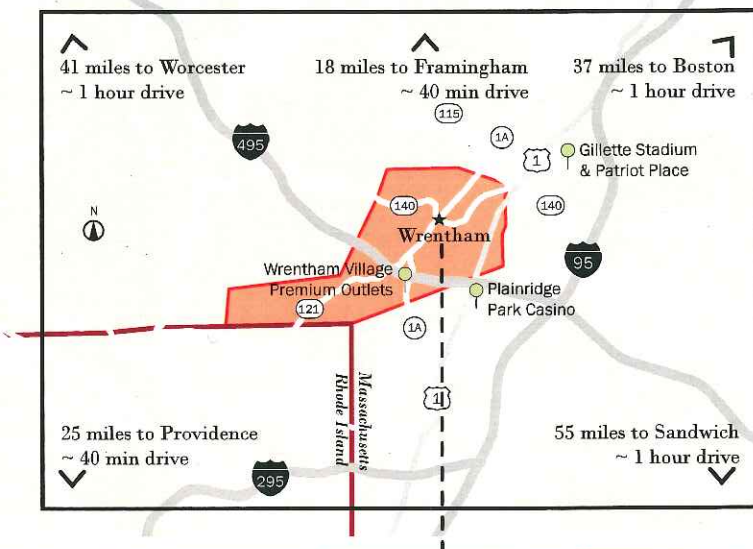 41 miles to Worcester
~ 1 hour drive
18 miles to Framingham
~ 40 min drive
37 miles to Boston
~ 1 hour drive
115
1A
495
1
Gillette Stadium
& Patriot Place
140
140
N
Wrentham
95
Wrentham Village
Premium Outlets
Plainridge
Park Casino
121
1A
Massachusetts
Rhode Island
1
25 miles to Providence
~ 40 min drive
55 miles to Sandwich
~ 1 hour drive
295